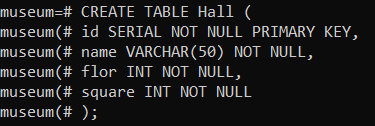 museum=# CREATE TABLE Hall (
museum(# id SERIAL NOT NULL PRIMARY KEY,
museum(# name VARCHAR(50) NOT NULL,
museum(# flor INT NOT NULL,
museum(# square INT NOT NULL
museum(# );